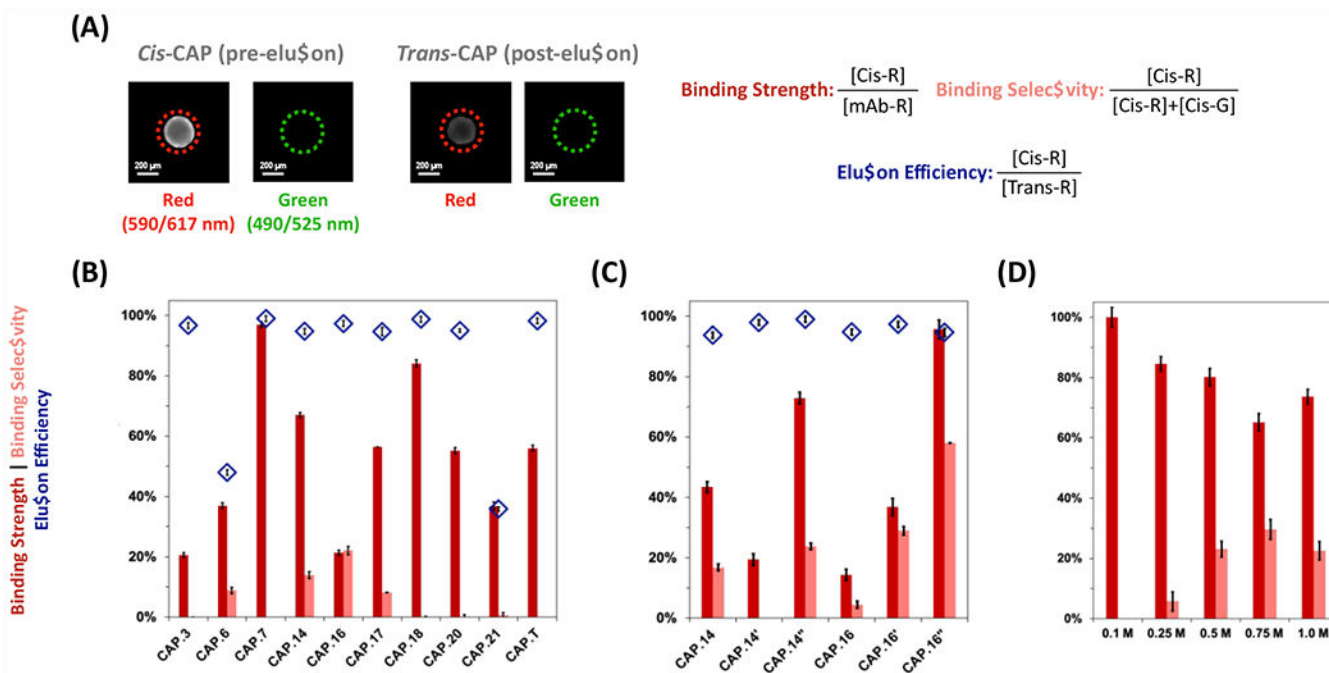 (A)
Cis-CAP (pre-elu$on)
Trans-CAP (post-elu$on)
200 µm
200 µm
200 µm
200 µm
Red
(590/617 nm)
Green
(490/525 nm)
Red
Green
Binding Strength: [Cis-R]
[mAb-R]
Binding Selec$vity: [Cis-R]
[Cis-R]+[Cis-G]
Elu$on Efficiency: [Cis-R]
[Trans-R]
(B)
Binding Strength | Binding Selec$vity
Elu$on Efficiency
100%
80%
60%
40%
20%
0%
CAP.3
CAP.6
CAP.7
CAP.14
CAP.16
CAP.17
CAP.18
CAP.20
CAP.21
CAP.T
(C)
100%
80%
60%
40%
20%
0%
CAP.14
CAP.14'
CAP.14"
CAP.16
CAP.16'
CAP.16"
(D)
100%
80%
60%
40%
20%
0%
0.1 M
0.25 M
0.5 M
0.75 M
1.0 M